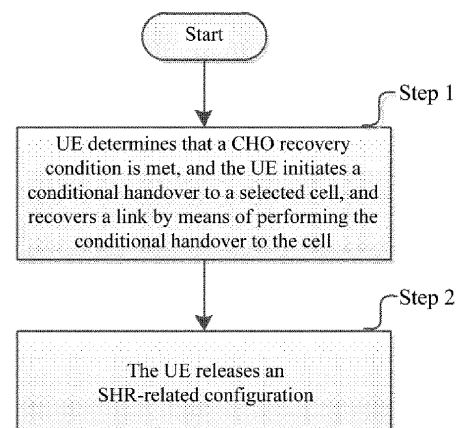 Start
Step 1
UE determines that a CHO recovery
condition is met, and the UE initiates a
conditional handover to a selected cell, and
recovers a link by means of performing the
conditional handover to the cell
Step 2
The UE releases an
SHR-related configuration